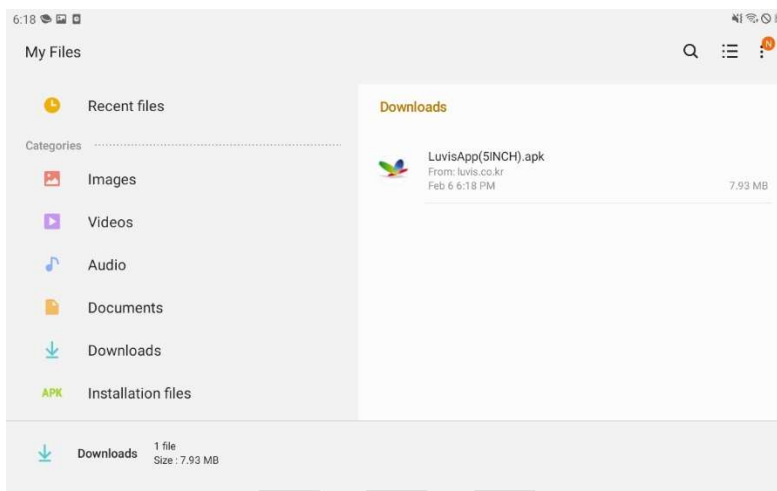 6:18
My Files
N
Recent files
Categories
Images
Videos
Audio
Documents
Downloads
APK Installation files
Downloads
LuvisApp(5INCH).apk
From: luvis.co.kr
Feb 6 6:18 PM 7.93 MB
Downloads
1 file
Size : 7.93 MB